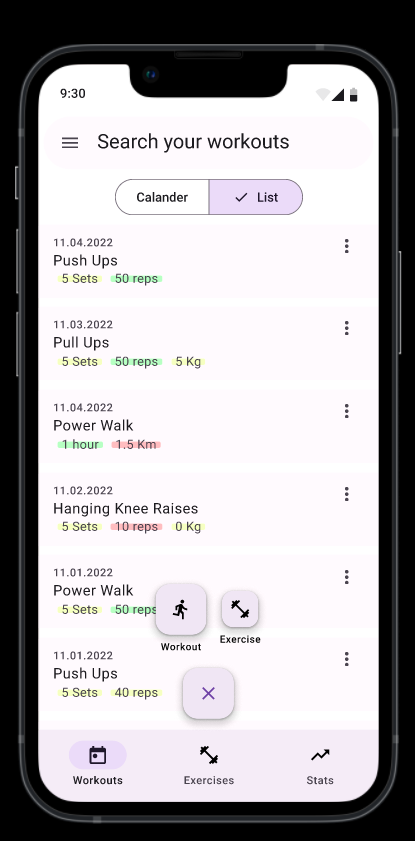 9:30
Search your workouts
Calander
List
11.04.2022
Push Ups
5 Sets 50 reps
11.03.2022
Pull Ups
5 Sets 50 reps 5 Kg
11.04.2022
Power Walk
1 hour 1.5 Km
11.02.2022
Hanging Knee Raises
5 Sets 10 reps 0 Kg
11.01.2022
Power Walk
5 Sets 50 reps
Workout
Exercise
11.01.2022
Push Ups
5 Sets 40 reps
Workouts
Exercises
Stats